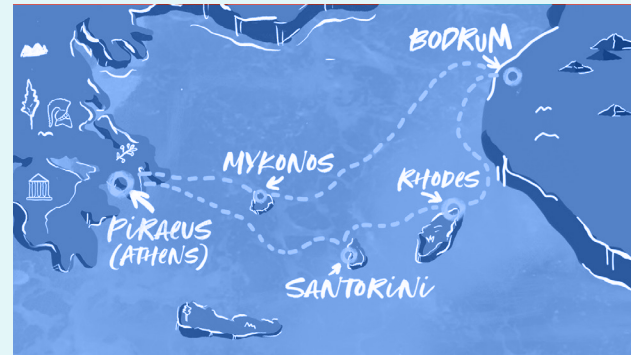 BODRUM
MYKONOS
RHODES
PIRAEUS
(ATHENS)
SANTORINI